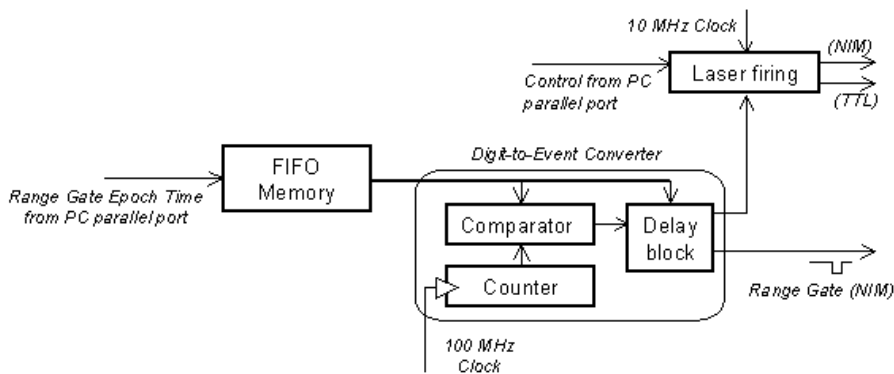 10 MHz Clock
(NIM)
Laser firing
(TTL)
Control from PC
parallel port
Digit-to-Event Converter
FIFO
Memory
Range Gate Epoch Time
from PC parallel port
Comparator
Delay
block
Counter
Range Gate (NIM)
100 MHz
Clock